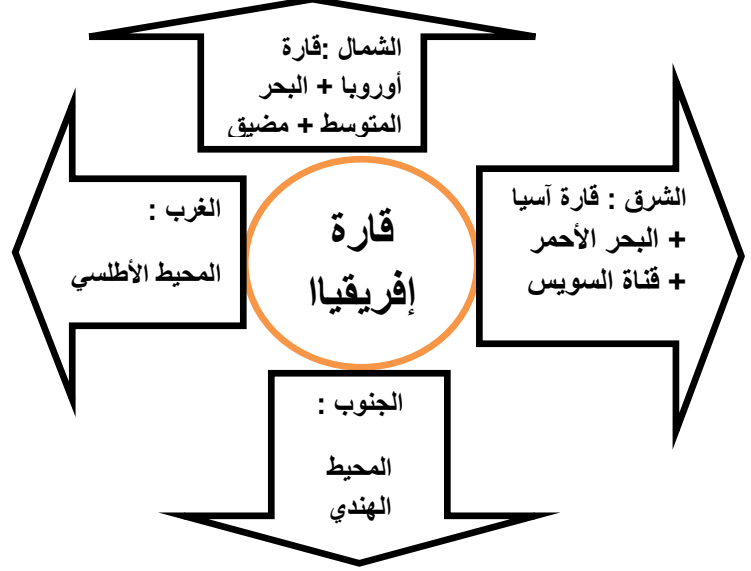 الشمال :قارة
أوروبا + البحر
المتوسط + مضيق
الشرق : قارة آسيا
+ البحر الأحمر
+ قناة السويس
قارة
إفريقياا
الغرب :
المحيط الأطلسي
الجنوب :
المحيط
الهندي